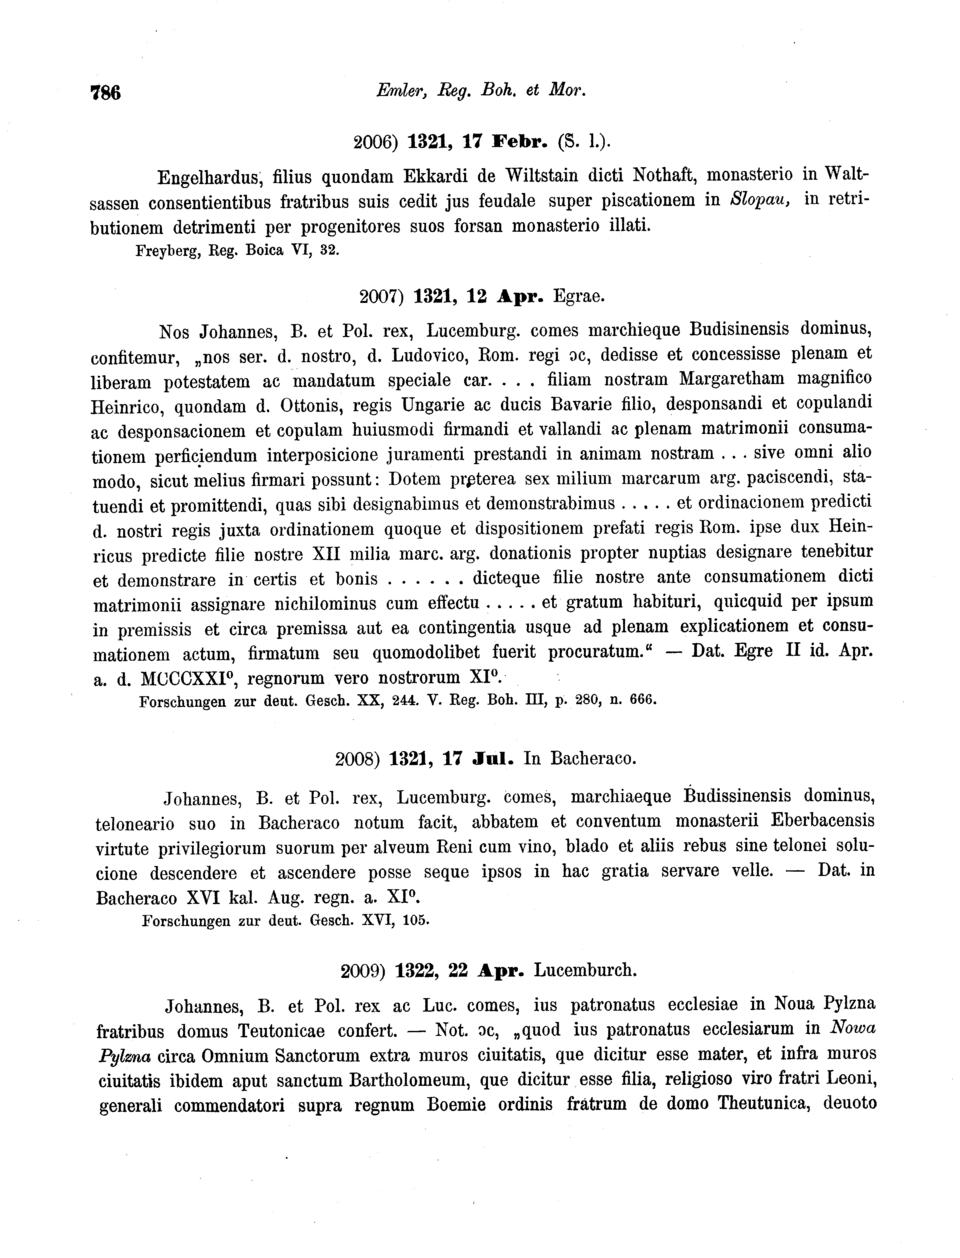 786
Emler, Reg. Boh. et Mor.
2006) 1321, 17 Febr. (S. l.).
Engelhardus, filius quondam Ekkardi de Wiltstain dicti Nothaft, monasterio in Walt-
sassen consentientibus fratribus suis cedit jus feudale super piscationem in Slopau, in retri-
butionem detrimenti per progenitores suos forsan monasterio illati.
Freyberg, Reg. Boica VI, 32.
2007) 1321, 12 Apr. Egrae.
Nos Johannes, B. et Pol. rex, Lucemburg. comes marchieque Budisinensis dominus,
confitemur, „nos ser. d. nostro, d. Ludovico, Rom. regi ɔc, dedisse et concessisse plenam et
liberam potestatem ac mandatum speciale car. . . . filiam nostram Margaretham magnifico
Heinrico, quondam d. Ottonis, regis Ungarie ac ducis Bavarie filio, desponsandi et copulandi
ac desponsacionem et copulam huiusmodi firmandi et vallandi ac plenam matrimonii consuma-
tionem perficiendum interposicione juramenti prestandi in animam nostram . . . sive omni alio
modo, sicut melius firmari possunt: Dotem preterea sex milium marcarum arg. paciscendi, sta-
tuendi et promittendi, quas sibi designabimus et demonstrabimus . . . . . et ordinacionem predicti
d. nostri regis juxta ordinationem quoque et dispositionem prefati regis Rom. ipse dux Hein-
ricus predicte filie nostre XII milia marc. arg. donationis propter nuptias designare tenebitur
et demonstrare in certis et bonis . . . . . . dicteque filie nostre ante consumationem dicti
matrimonii assignare nichilominus cum effectu . . . . . et gratum habituri, quicquid per ipsum
in premissis et circa premissa aut ea contingentia usque ad plenam explicationem et consu-
mationem actum, firmatum seu quomodolibet fuerit procuratum.“ — Dat. Egre II id. Apr.
a. d. MCCCXXI⁰, regnorum vero nostrorum XI⁰.
Forschungen zur deut. Gesch. XX, 244. V. Reg. Boh. III, p. 280, n. 666.
2008) 1321, 17 Jul. In Bacheraco.
Johannes, B. et Pol. rex, Lucemburg. comes, marchiaeque Budissinensis dominus,
teloneario suo in Bacheraco notum facit, abbatem et conventum monasterii Eberbacensis
virtute privilegiorum suorum per alveum Reni cum vino, blado et aliis rebus sine telonei solu-
cione descendere et ascendere posse seque ipsos in hac gratia servare velle. — Dat. in
Bacheraco XVI kal. Aug. regn. a. XI⁰.
Forschungen zur deut. Gesch. XVI, 105.
2009) 1322, 22 Apr. Lucemburch.
Johannes, B. et Pol. rex ac Luc. comes, ius patronatus ecclesiae in Noua Pylzna
fratribus domus Teutonicae confert. — Not. ɔc, „quod ius patronatus ecclesiarum in Nowa
Pylzna circa Omnium Sanctorum extra muros ciuitatis, que dicitur esse mater, et infra muros
ciuitatis ibidem aput sanctum Bartholomeum, que dicitur esse filia, religioso viro fratri Leoni,
generali commendatori supra regnum Boemie ordinis fratrum de domo Theutunica, deuoto